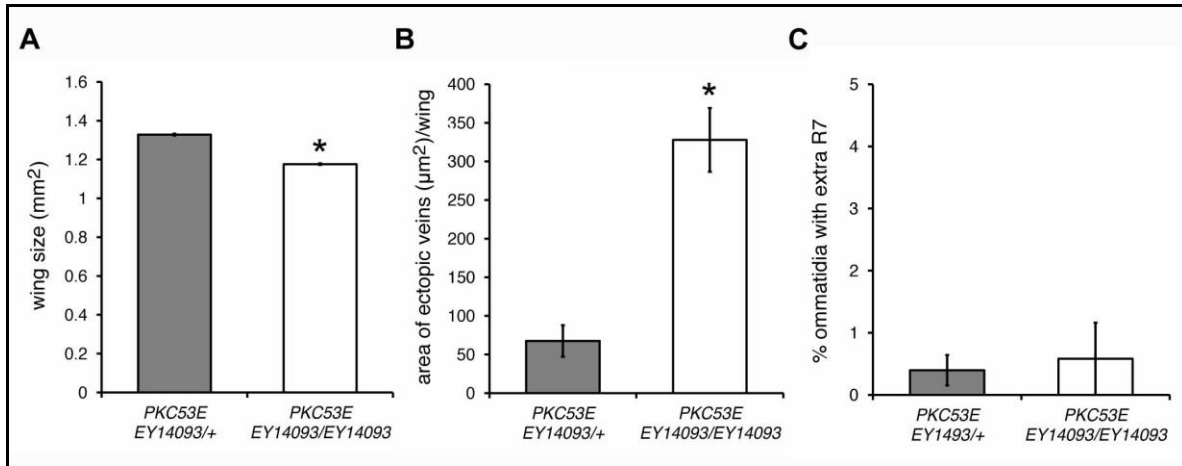 A
wing size (mm²)
1.6
1.4
1.2
1
0.8
0.6
0.4
0.2
0
*
PKC53E
EY14093/+
PKC53E
EY14093/EY14093
B
area of ectopic veins (μm²)/wing
400
350
300
250
200
150
100
50
0
*
PKC53E
EY14093/+
PKC53E
EY14093/EY14093
C
% ommatidia with extra R7
5
4
3
2
1
0
PKC53E
EY1493/+
PKC53E
EY14093/EY14093